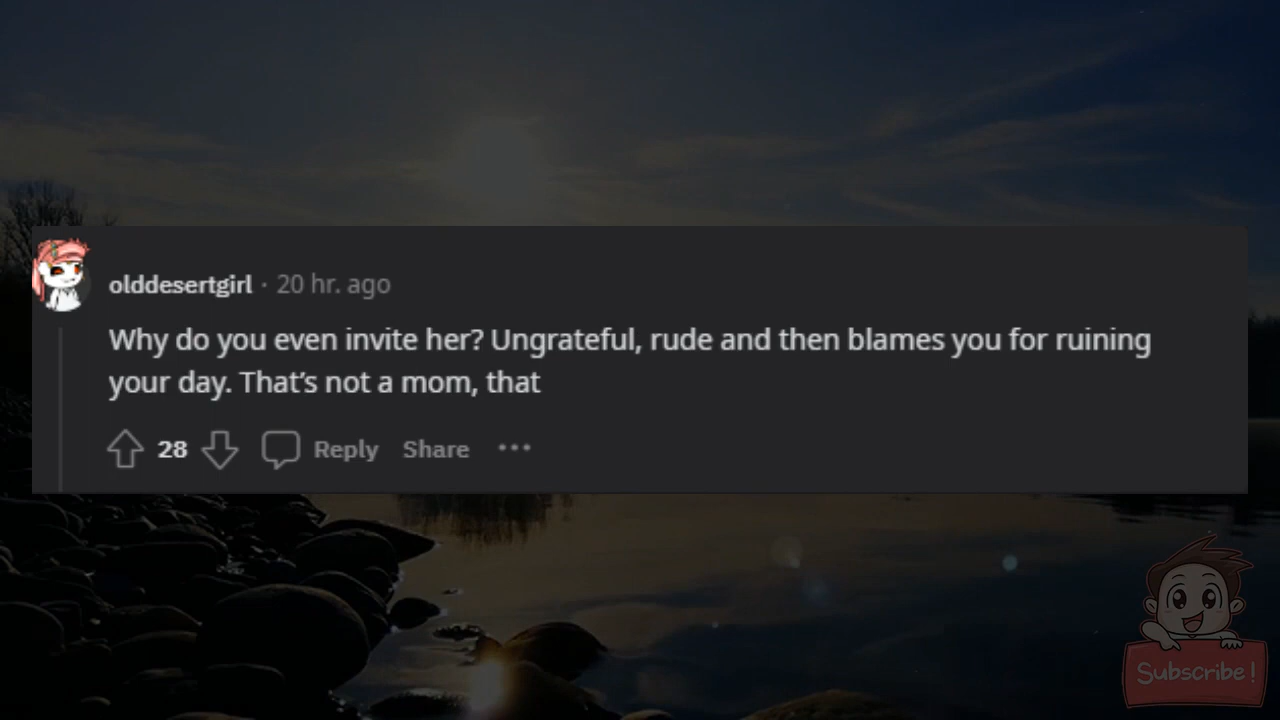 olddesertgirl · 20 hr. ago
Why do you even invite her? Ungrateful, rude and then blames you for ruining
your day. That’s not a mom, that
28 Reply Share ···
Subscribe!